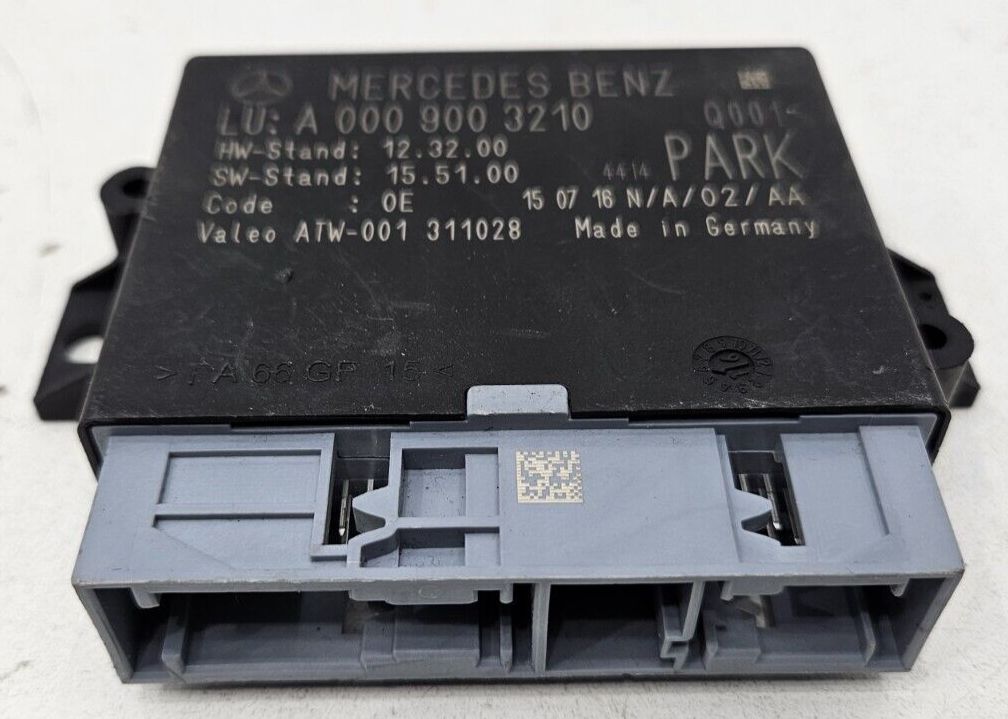 MERCEDES BENZ
LU: A 000 900 3210 Q001<
HW-Stand: 12.32.00
SW-Stand: 15.51.00 4414 PARK
Code : 0E 15 07 16 N/A/02/AA
Valeo ATW-001 311028 Made in Germany
>PA 66 GP 15<